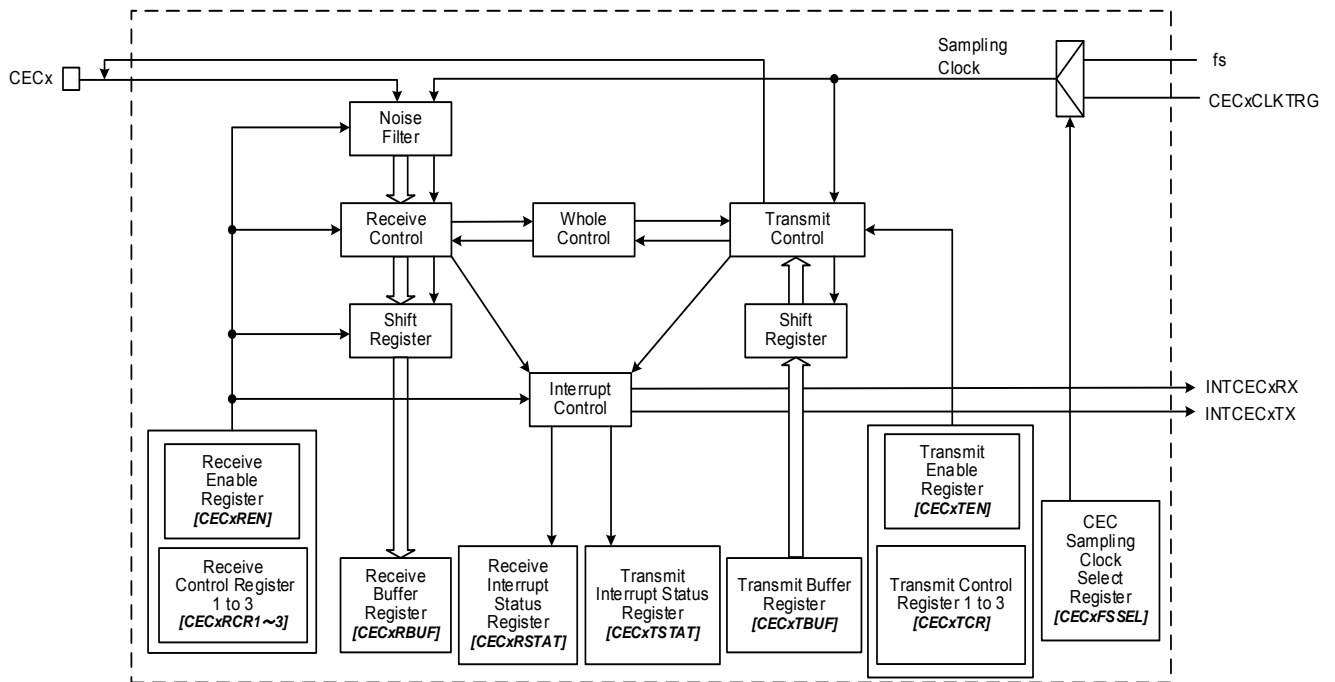 Sampling
Clock
CECx
fs
CECxCLKTRG
Noise
Filter
Receive
Control
Whole
Control
Transmit
Control
Shift
Register
Shift
Register
Interrupt
Control
INTCECxRX
INTCECxTX
Receive
Enable
Register
[CECxREN]
Receive
Control Register
1 to 3
[CECxRCR1～3]
Receive
Buffer
Register
[CECxRBUF]
Receive
Interrupt
Status
Register
[CECxRSTAT]
Transmit
Interrupt Status
Register
[CECxTSTAT]
Transmit Buffer
Register
[CECxTBUF]
Transmit
Enable
Register
[CECxTEN]
Transmit Control
Register 1 to 3
[CECxTCR]
CEC
Sampling
Clock
Select
Register
[CECxFSSEL]